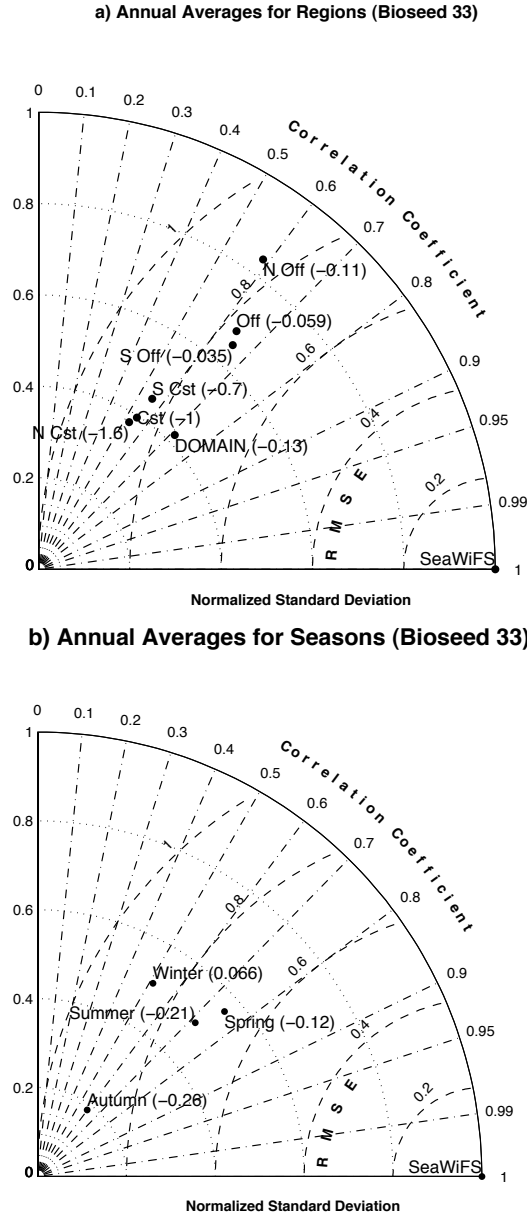 a) Annual Averages for Regions (Bioseed 33)
0
0.1
0.2
0.3
0.4
0.5
0.6
0.7
0.8
0.9
0.95
0.99
1
Correlation Coefficient
1
0.8
0.6
0.4
0.2
0
1
0.8
0.6
0.4
0.2
RMSE
N Off (−0.11)
Off (−0.059)
S Off (−0.035)
S Cst (−0.7)
Cst (−1)
N Cst (−1.6)
DOMAIN (−0.13)
SeaWiFS
Normalized Standard Deviation
b) Annual Averages for Seasons (Bioseed 33)
0
0.1
0.2
0.3
0.4
0.5
0.6
0.7
0.8
0.9
0.95
0.99
1
Correlation Coefficient
1
0.8
0.6
0.4
0.2
0
1
0.8
0.6
0.4
0.2
RMSE
Winter (0.066)
Summer (−0.21)
Spring (−0.12)
Autumn (−0.26)
SeaWiFS
Normalized Standard Deviation